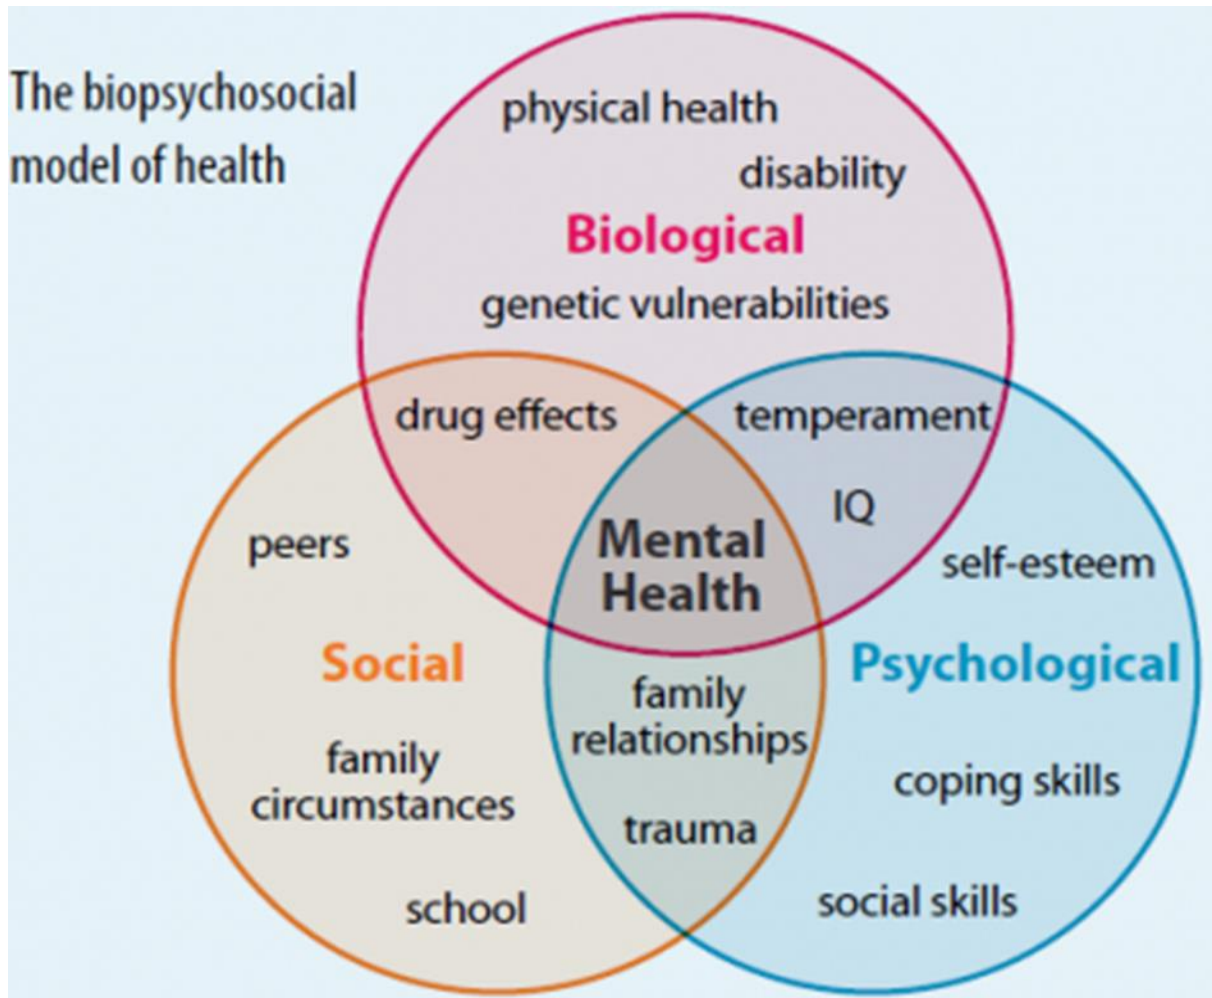 The biopsychosocial
model of health
physical health
disability
Biological
genetic vulnerabilities
drug effects
temperament
IQ
peers
Mental
Health
self-esteem
Social
Psychological
family
relationships
family
circumstances
coping skills
trauma
school
social skills